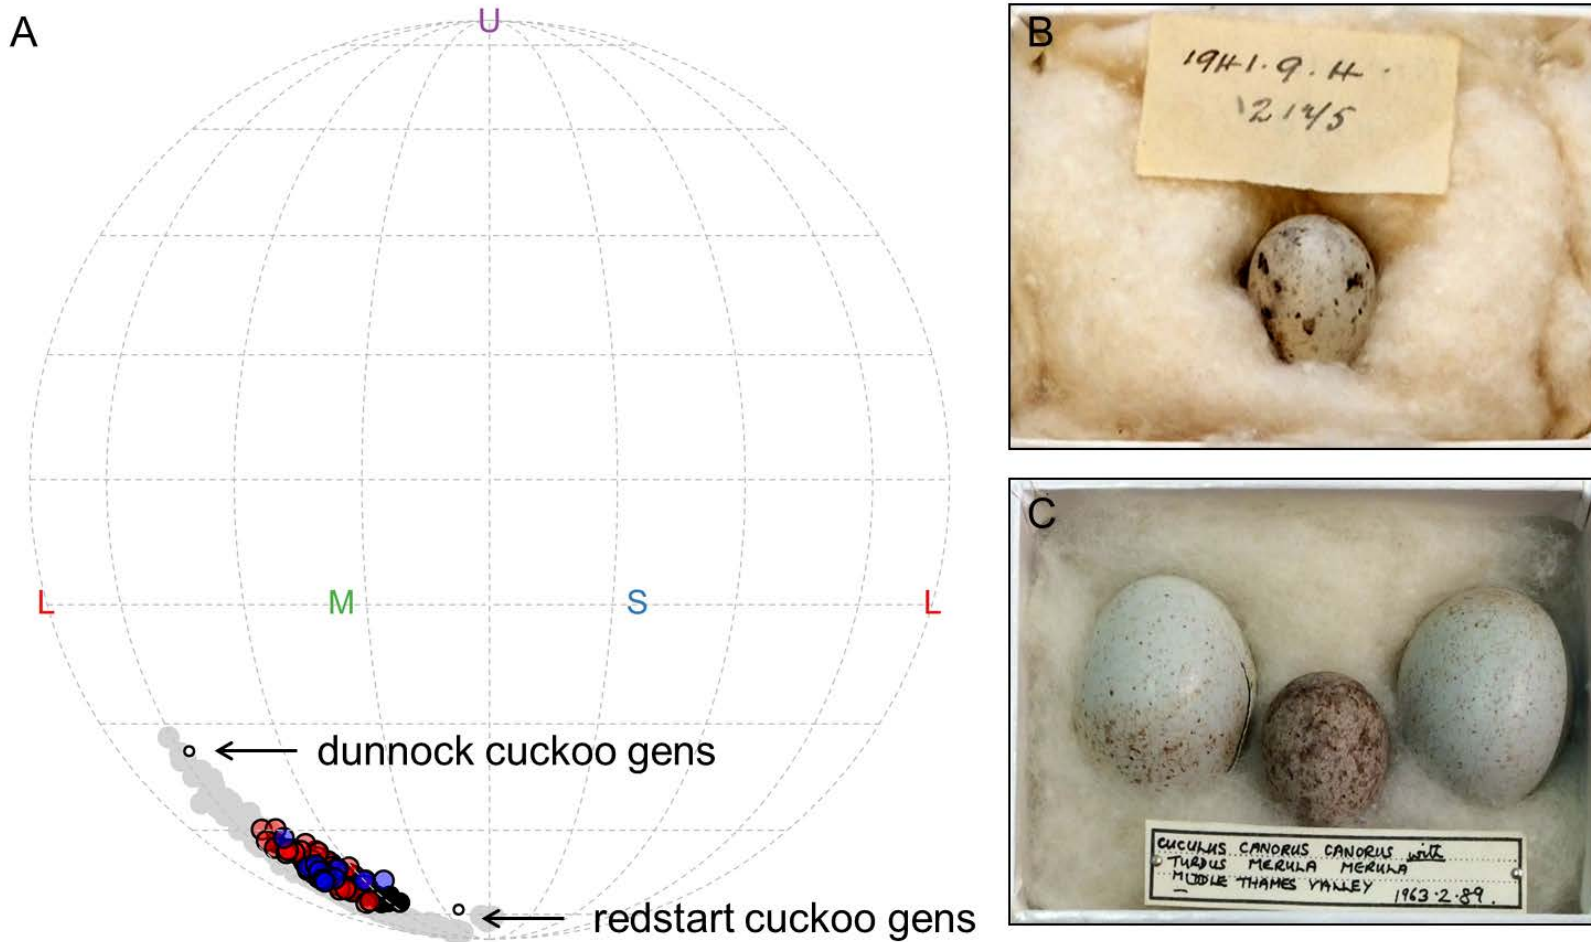 A
U
L
M
S
L
dunnock cuckoo gens
redstart cuckoo gens
B
1941.9.4.
C
CUCULUS CANORUS CANORUS with
TURDUS MERULA MERULA
MIDDLE THAMES VALLEY
1963.2.89.